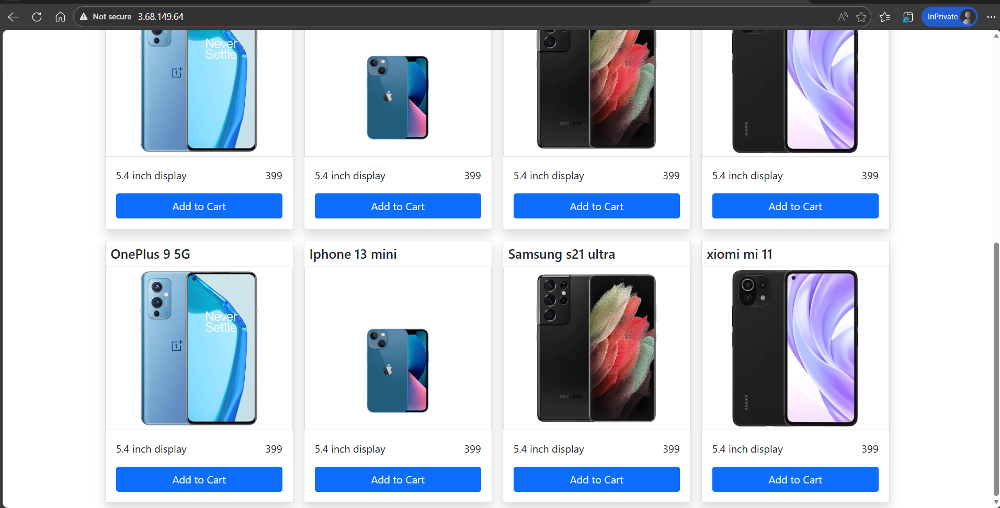 Not secure 3.68.149.64
InPrivate
Never
Settle
SAMSUNG
xiaomi
5.4 inch display 399
5.4 inch display 399
5.4 inch display 399
5.4 inch display 399
Add to Cart
Add to Cart
Add to Cart
Add to Cart
OnePlus 9 5G
Iphone 13 mini
Samsung s21 ultra
xiomi mi 11
Never
Settle
SAMSUNG
xiaomi
5.4 inch display 399
5.4 inch display 399
5.4 inch display 399
5.4 inch display 399
Add to Cart
Add to Cart
Add to Cart
Add to Cart